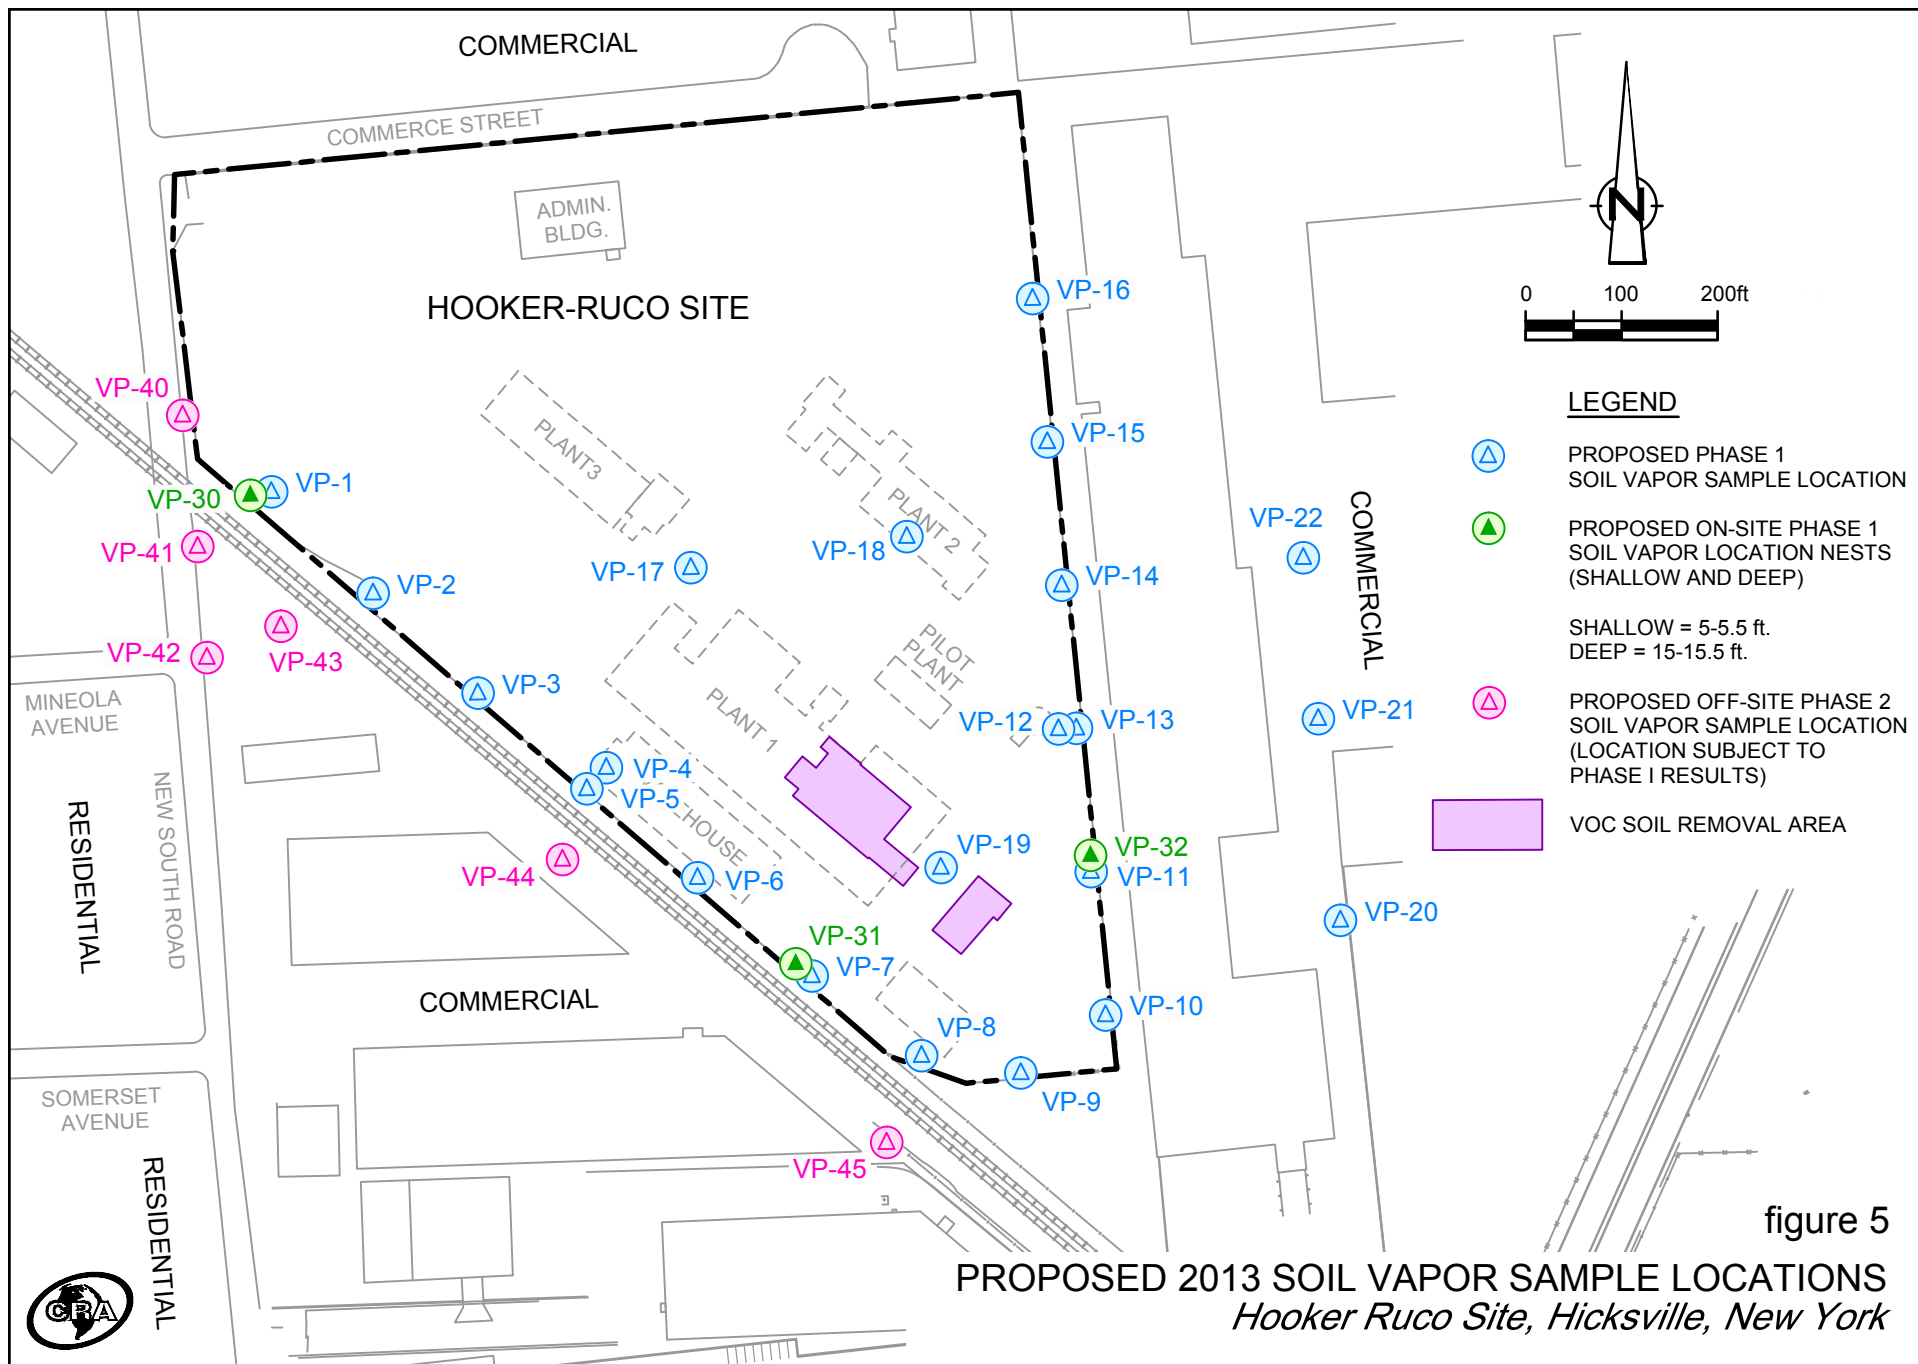 COMMERCIAL
COMMERCE STREET
ADMIN.
BLDG.
HOOKER-RUCO SITE
VP-16
N
0 100 200ft
VP-40
LEGEND
PLANT3
VP-15
PROPOSED PHASE 1
SOIL VAPOR SAMPLE LOCATION
VP-1
VP-30
PLANT 2
VP-22
COMMERCIAL
PROPOSED ON-SITE PHASE 1
SOIL VAPOR LOCATION NESTS
(SHALLOW AND DEEP)
VP-41
VP-18
VP-17
VP-14
VP-2
SHALLOW = 5-5.5 ft.
DEEP = 15-15.5 ft.
VP-42
VP-43
PILOT
PLANT
VP-3
MINEOLA
AVENUE
PLANT 1
VP-12
VP-13
VP-21
PROPOSED OFF-SITE PHASE 2
SOIL VAPOR SAMPLE LOCATION
(LOCATION SUBJECT TO
PHASE I RESULTS)
VP-4
VP-5
NEW SOUTH ROAD
RESIDENTIAL
HOUSE
VOC SOIL REMOVAL AREA
VP-19
VP-32
VP-11
VP-44
VP-6
VP-20
VP-31
VP-7
COMMERCIAL
VP-10
VP-8
VP-9
SOMERSET
AVENUE
RESIDENTIAL
VP-45
figure 5
PROPOSED 2013 SOIL VAPOR SAMPLE LOCATIONS
Hooker Ruco Site, Hicksville, New York
CRA